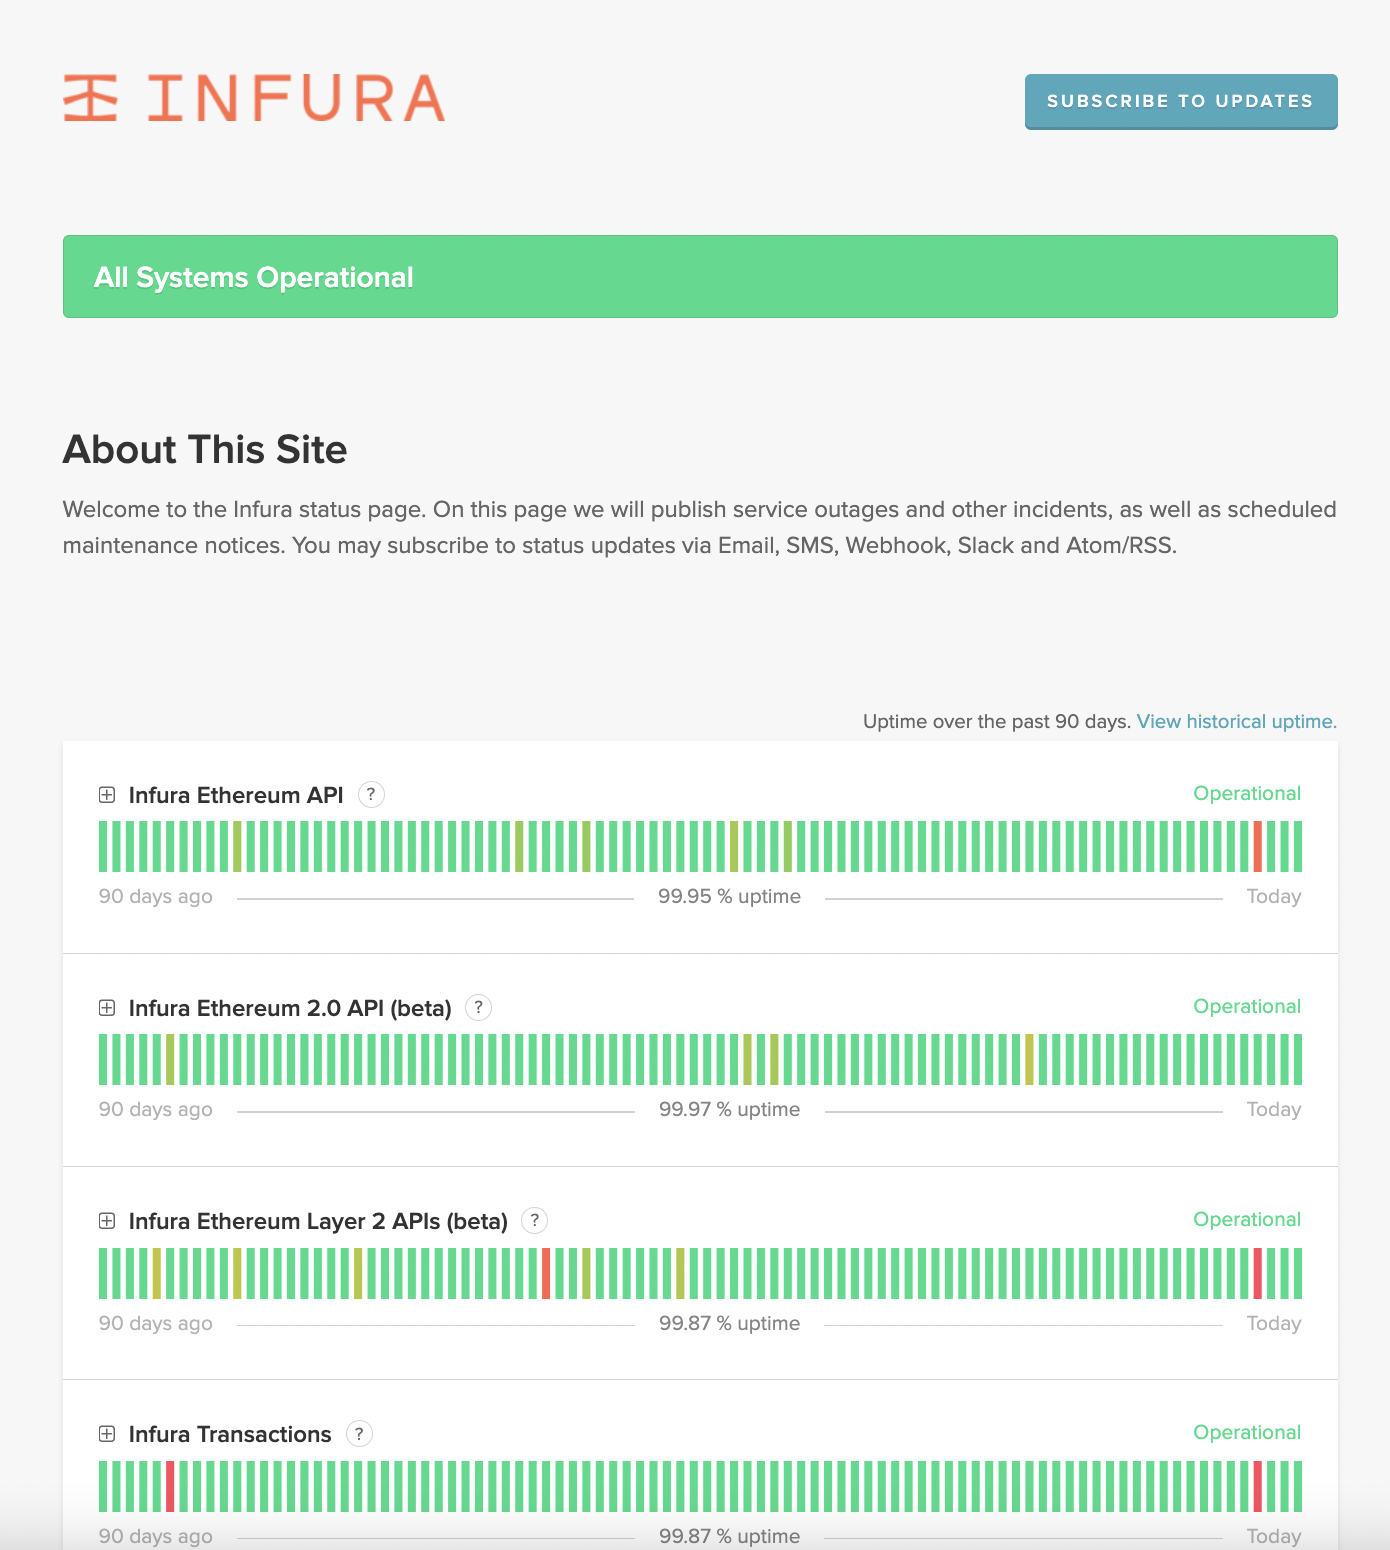 INFURA
SUBSCRIBE TO UPDATES
All Systems Operational
About This Site
Welcome to the Infura status page. On this page we will publish service outages and other incidents, as well as scheduled
maintenance notices. You may subscribe to status updates via Email, SMS, Webhook, Slack and Atom/RSS.
Uptime over the past 90 days. View historical uptime.
Infura Ethereum API ? Operational
90 days ago 99.95 % uptime Today
Infura Ethereum 2.0 API (beta) ? Operational
90 days ago 99.97 % uptime Today
Infura Ethereum Layer 2 APIs (beta) ? Operational
90 days ago 99.87 % uptime Today
Infura Transactions ? Operational
90 days ago 99.87 % uptime Today